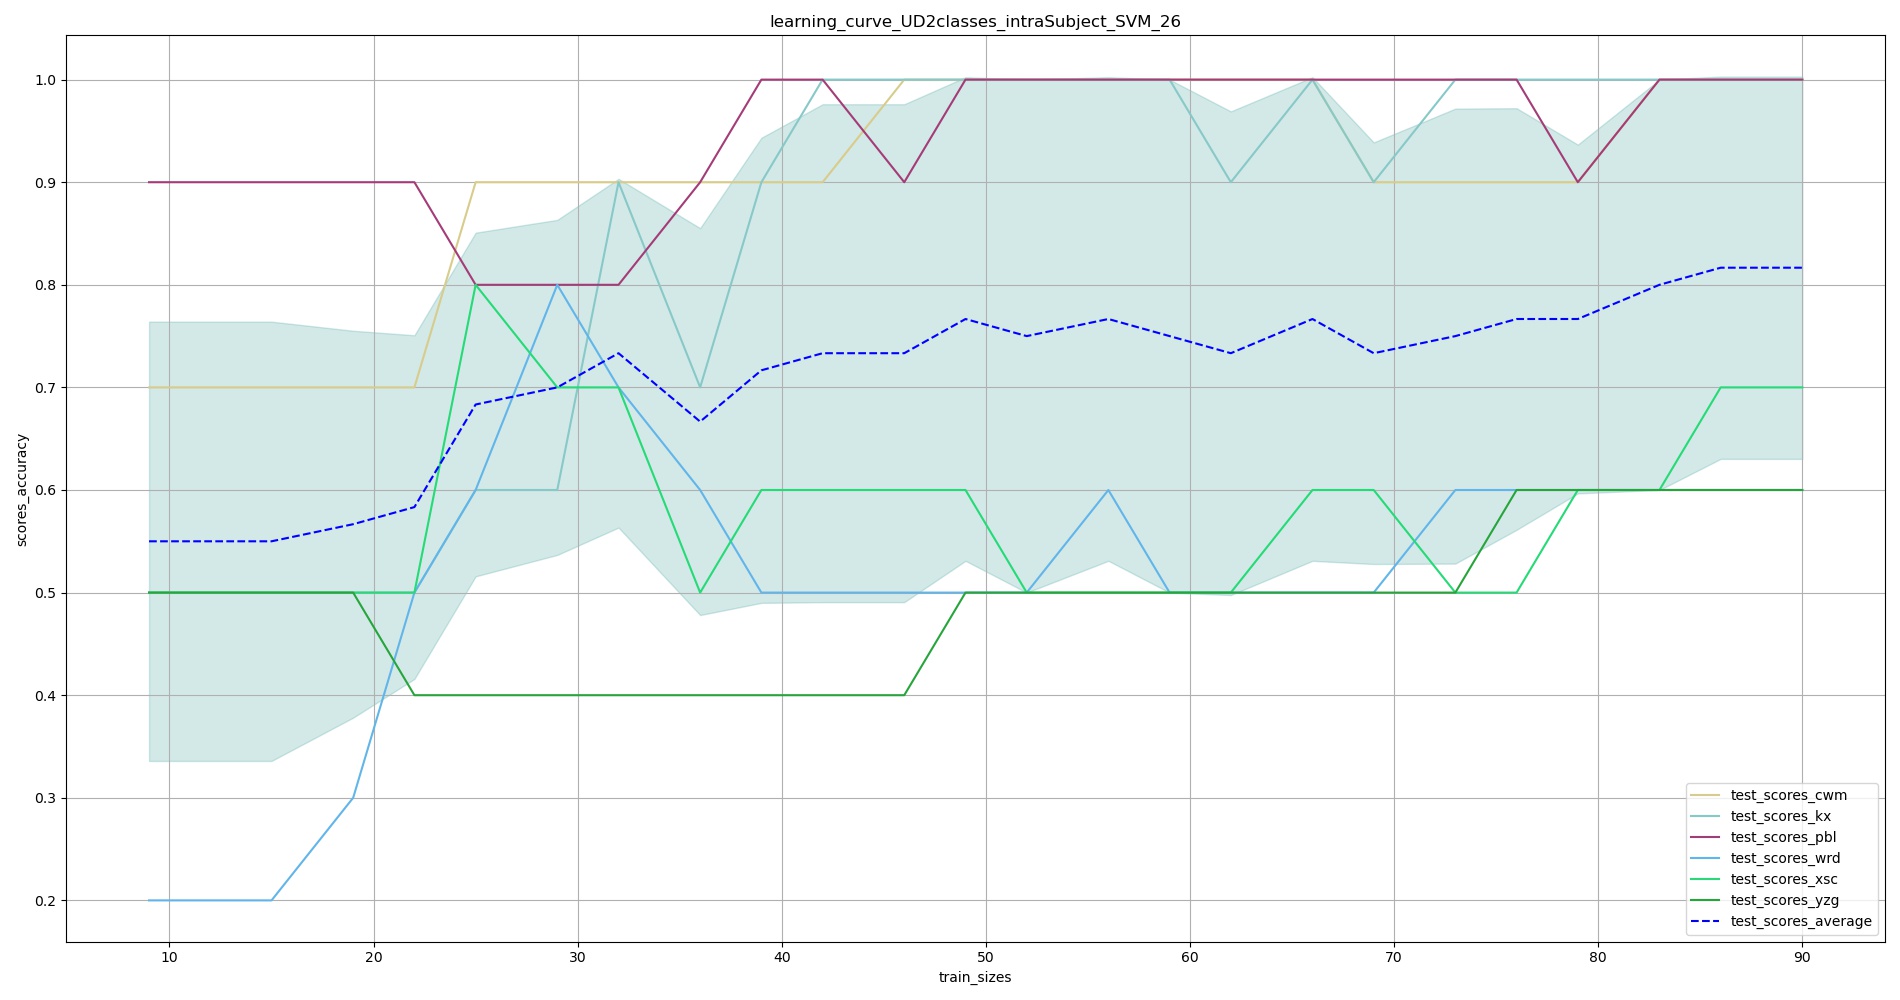 learning_curve_UD2classes_intraSubject_SVM_26
scores_accuracy
1.0
0.9
0.8
0.7
0.6
0.5
0.4
0.3
0.2
10 20 30 40 50 60 70 80 90
train_sizes
test_scores_cwm
test_scores_kx
test_scores_pbl
test_scores_wrd
test_scores_xsc
test_scores_yzg
test_scores_average